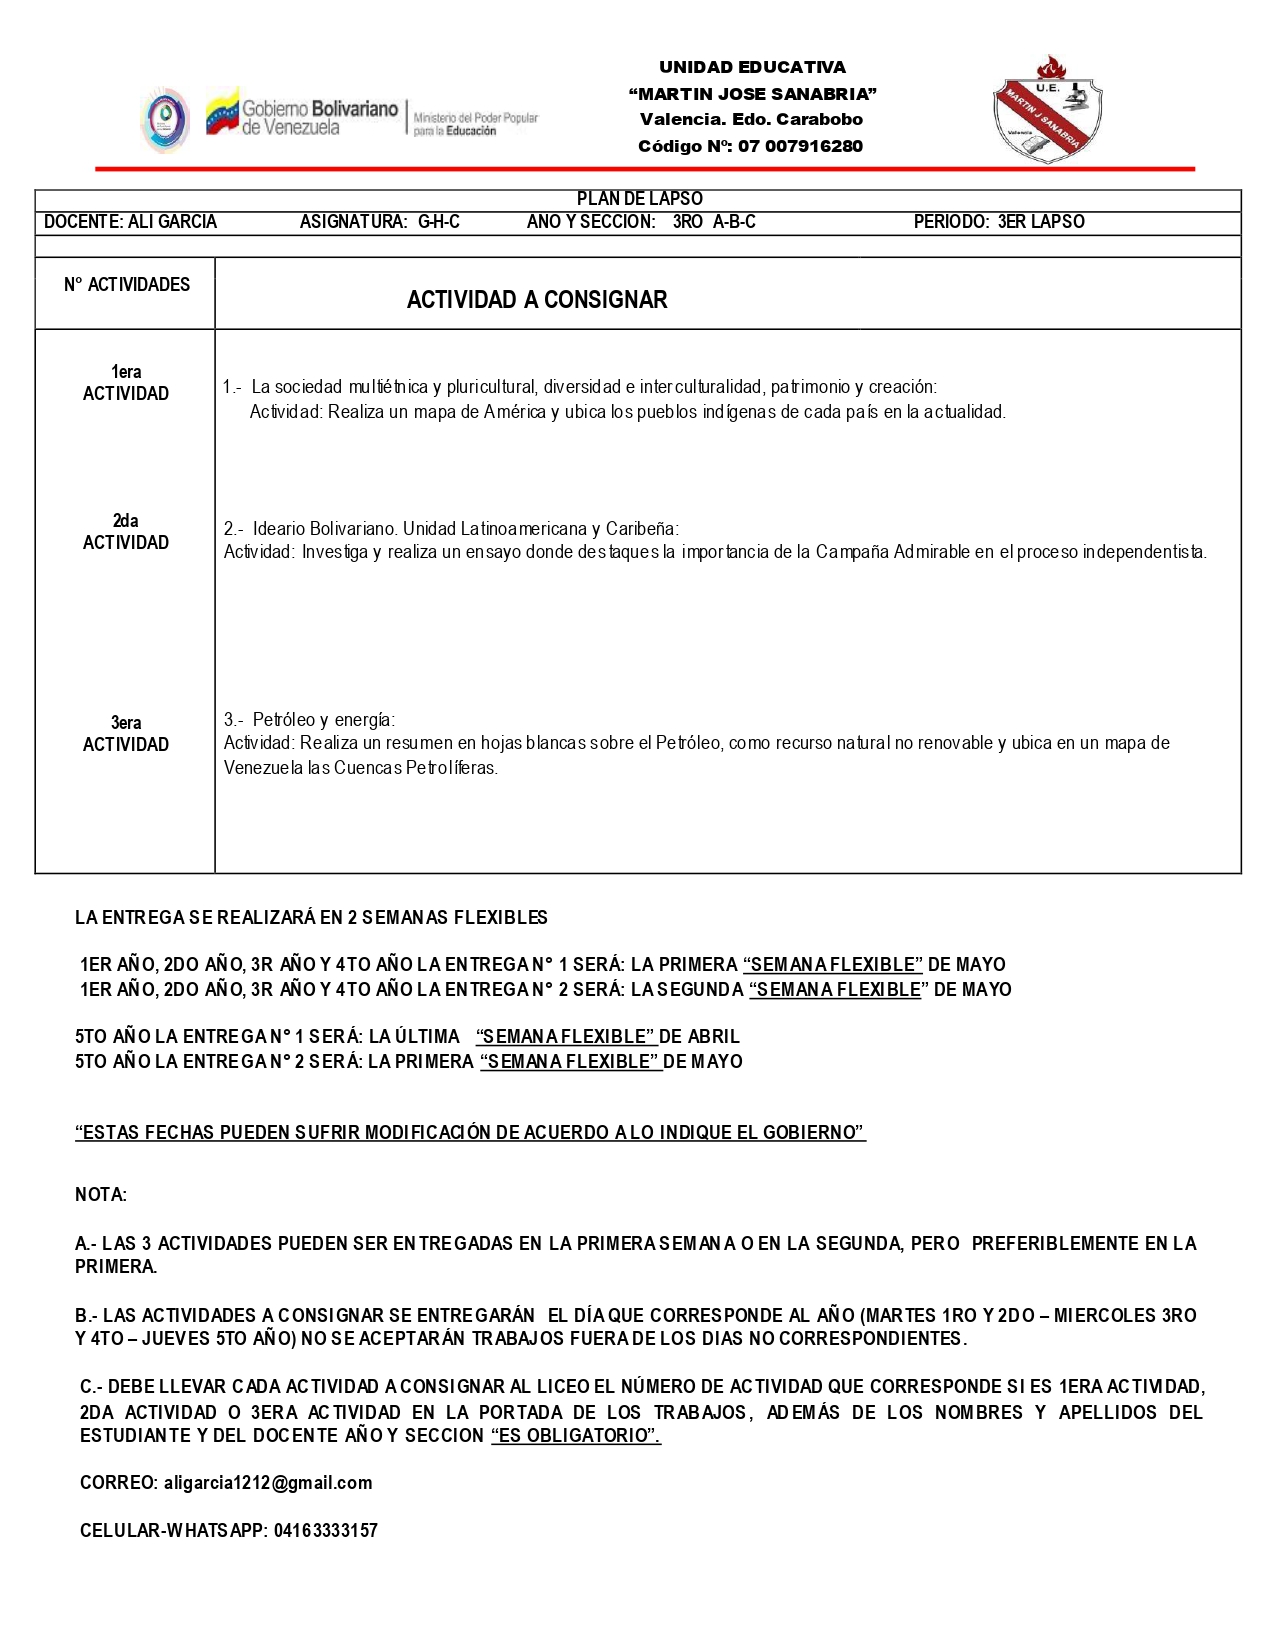 UNIDAD EDUCATIVA
“MARTIN JOSE SANABRIA”
Valencia. Edo. Carabobo
Código Nº: 07 007916280
Gobierno Bolivariano
de Venezuela
Ministerio del Poder Popular
para la Educación
U.E.
MARTIN J SANABRIA
Valencia
PLAN DE LAPSO
DOCENTE: ALI GARCIA ASIGNATURA: G-H-C ANO Y SECCION: 3RO A-B-C PERIODO: 3ER LAPSO
N° ACTIVIDADES
ACTIVIDAD A CONSIGNAR
1era
ACTIVIDAD
1.- La sociedad multiétnica y pluricultural, diversidad e interculturalidad, patrimonio y creación:
Actividad: Realiza un mapa de América y ubica los pueblos indígenas de cada país en la actualidad.
2da
ACTIVIDAD
2.- Ideario Bolivariano. Unidad Latinoamericana y Caribeña:
Actividad: Investiga y realiza un ensayo donde destaques la importancia de la Campaña Admirable en el proceso independentista.
3era
ACTIVIDAD
3.- Petróleo y energía:
Actividad: Realiza un resumen en hojas blancas sobre el Petróleo, como recurso natural no renovable y ubica en un mapa de
Venezuela las Cuencas Petrolíferas.
LA ENTREGA SE REALIZARÁ EN 2 SEMANAS FLEXIBLES
1ER AÑO, 2DO AÑO, 3R AÑO Y 4TO AÑO LA ENTREGA N° 1 SERÁ: LA PRIMERA “SEMANA FLEXIBLE” DE MAYO
1ER AÑO, 2DO AÑO, 3R AÑO Y 4TO AÑO LA ENTREGA N° 2 SERÁ: LA SEGUNDA “SEMANA FLEXIBLE” DE MAYO
5TO AÑO LA ENTREGA N° 1 SERÁ: LA ÚLTIMA “SEMANA FLEXIBLE” DE ABRIL
5TO AÑO LA ENTREGA N° 2 SERÁ: LA PRIMERA “SEMANA FLEXIBLE” DE MAYO
“ESTAS FECHAS PUEDEN SUFRIR MODIFICACIÓN DE ACUERDO A LO INDIQUE EL GOBIERNO”
NOTA:
A.- LAS 3 ACTIVIDADES PUEDEN SER ENTREGADAS EN LA PRIMERA SEMANA O EN LA SEGUNDA, PERO PREFERIBLEMENTE EN LA
PRIMERA.
B.- LAS ACTIVIDADES A CONSIGNAR SE ENTREGARÁN EL DÍA QUE CORRESPONDE AL AÑO (MARTES 1RO Y 2DO – MIERCOLES 3RO
Y 4TO – JUEVES 5TO AÑO) NO SE ACEPTARÁN TRABAJOS FUERA DE LOS DIAS NO CORRESPONDIENTES.
C.- DEBE LLEVAR CADA ACTIVIDAD A CONSIGNAR AL LICEO EL NÚMERO DE ACTIVIDAD QUE CORRESPONDE SI ES 1ERA ACTIVIDAD,
2DA ACTIVIDAD O 3ERA ACTIVIDAD EN LA PORTADA DE LOS TRABAJOS, ADEMÁS DE LOS NOMBRES Y APELLIDOS DEL
ESTUDIANTE Y DEL DOCENTE AÑO Y SECCION “ES OBLIGATORIO”.
CORREO: aligarcia1212@gmail.com
CELULAR-WHATSAPP: 04163333157